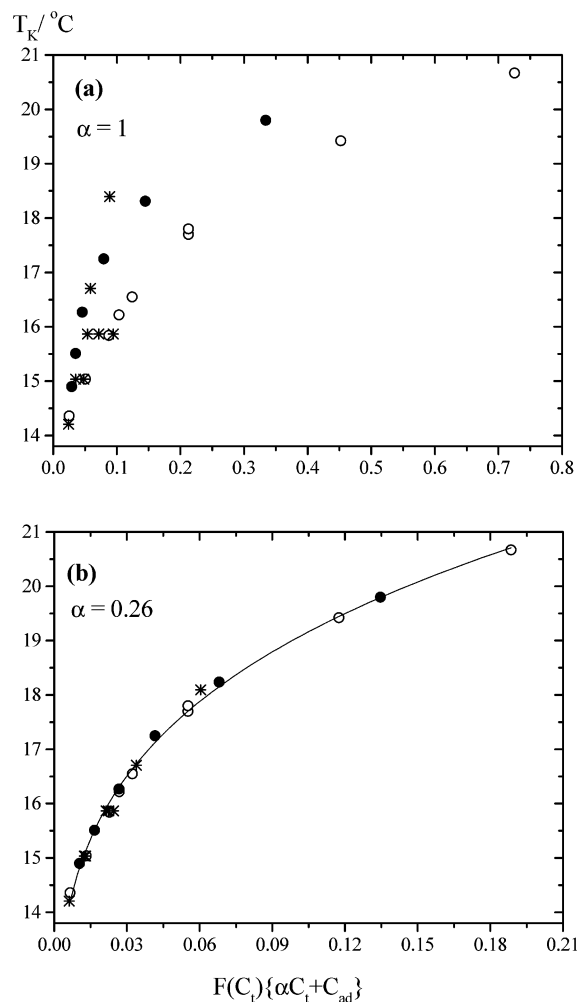 T_K/ °C
21
20
19
18
17
16
15
14
(a)
α = 1
0.0 0.1 0.2 0.3 0.4 0.5 0.6 0.7 0.8
21
20
19
18
17
16
15
14
(b)
α = 0.26
0.00 0.03 0.06 0.09 0.12 0.15 0.18 0.21
F(C_t){αC_t+C_ad}